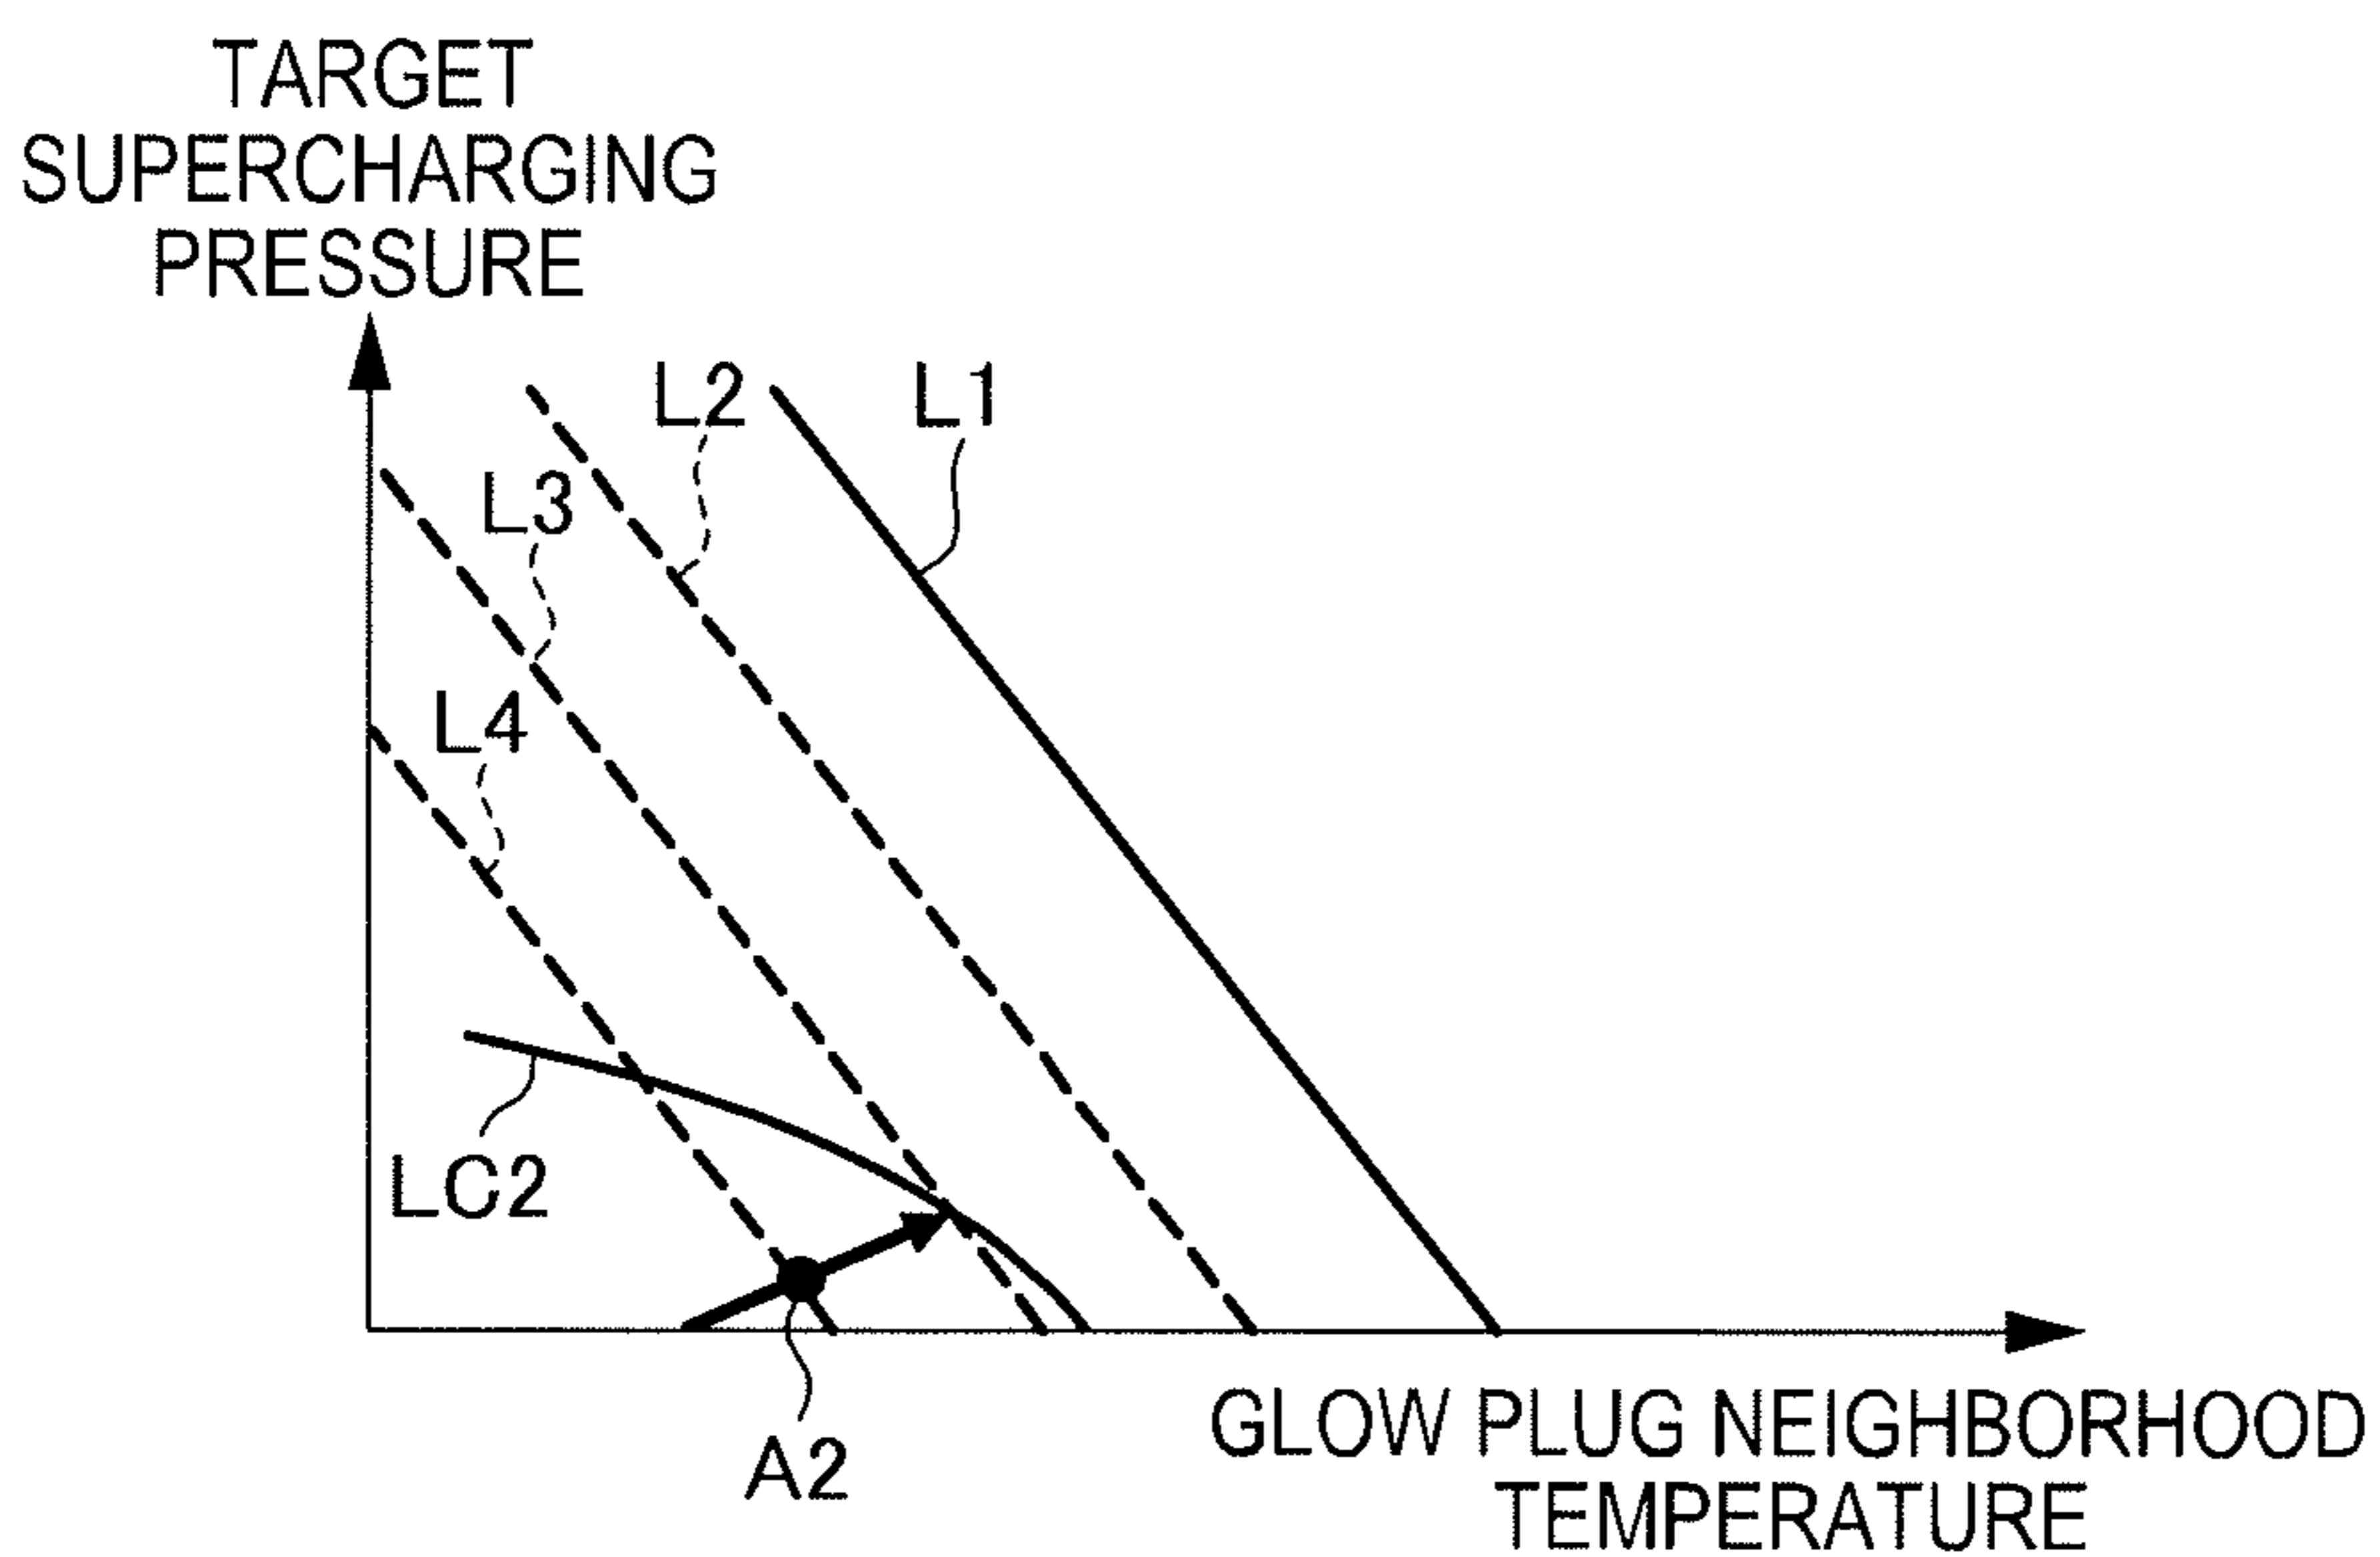 TARGET
SUPERCHARGING
PRESSURE
L2
L1
L3
L4
LC2
A2
GLOW PLUG NEIGHBORHOOD
TEMPERATURE